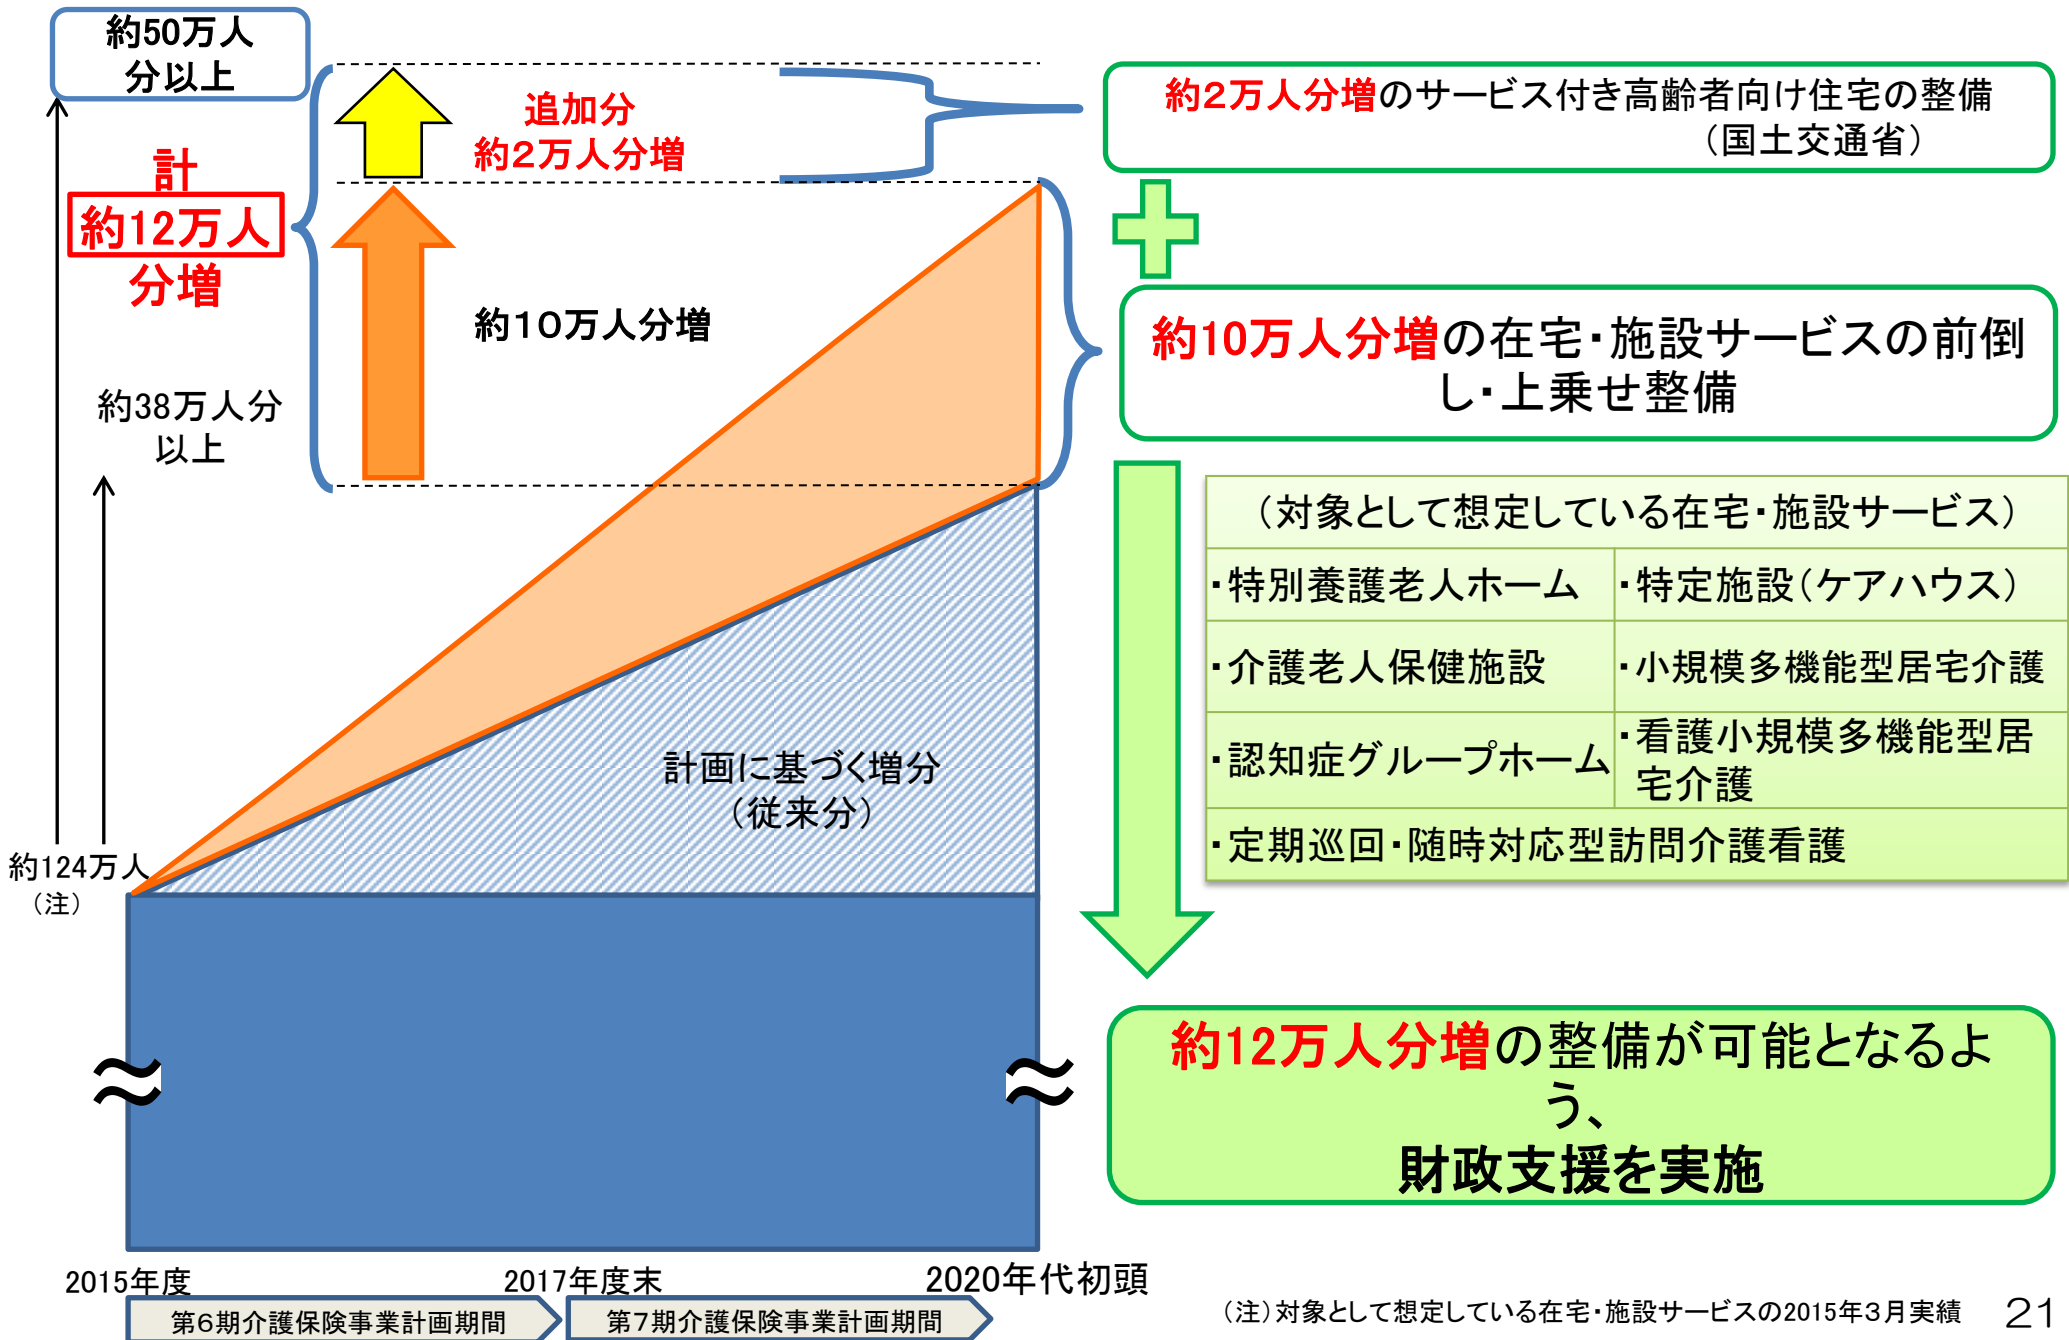 約50万人
分以上
追加分
約2万人分増
計
約12万人
分増
約10万人分増
約38万人分
以上
計画に基づく増分
（従来分）
約124万人
（注）
2015年度
2017年度末
2020年代初頭
第6期介護保険事業計画期間
第7期介護保険事業計画期間
約2万人分増のサービス付き高齢者向け住宅の整備
（国土交通省）
約10万人分増の在宅・施設サービスの前倒
し・上乗せ整備
（対象として想定している在宅・施設サービス）
・特別養護老人ホーム
・特定施設（ケアハウス）
・介護老人保健施設
・小規模多機能型居宅介護
・認知症グループホーム
・看護小規模多機能型居
宅介護
・定期巡回・随時対応型訪問介護看護
約12万人分増の整備が可能となるよ
う、
財政支援を実施
（注）対象として想定している在宅・施設サービスの2015年3月実績
21